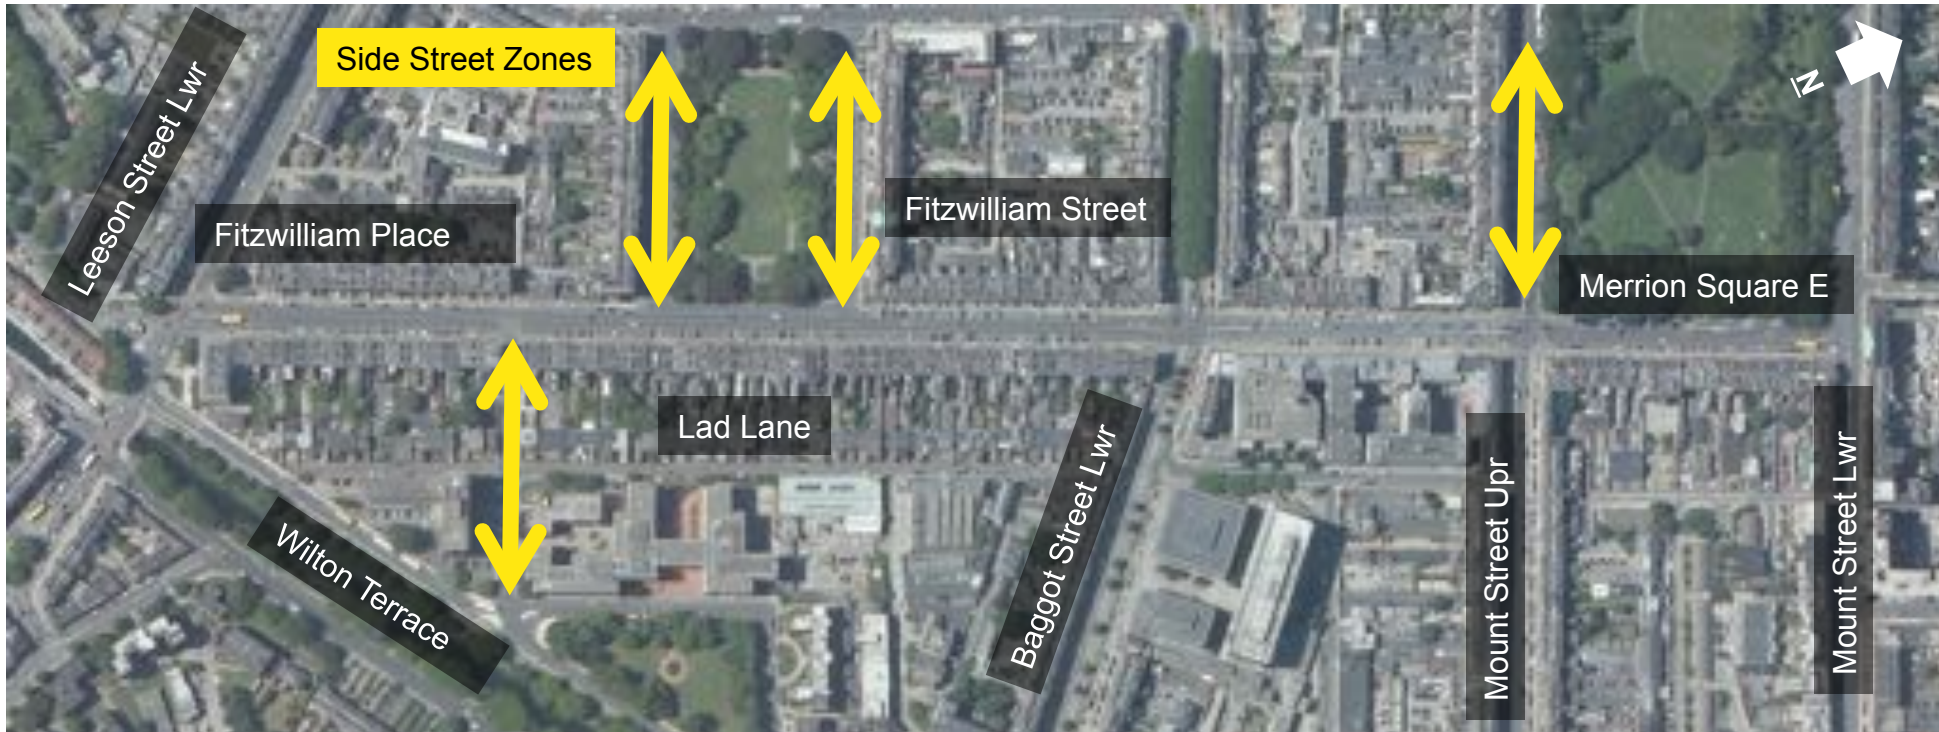 Side Street Zones
Leeson Street Lwr
Fitzwilliam Place
Fitzwilliam Street
N
Merrion Square E
Lad Lane
Wilton Terrace
Baggot Street Lwr
Mount Street Upr
Mount Street Lwr